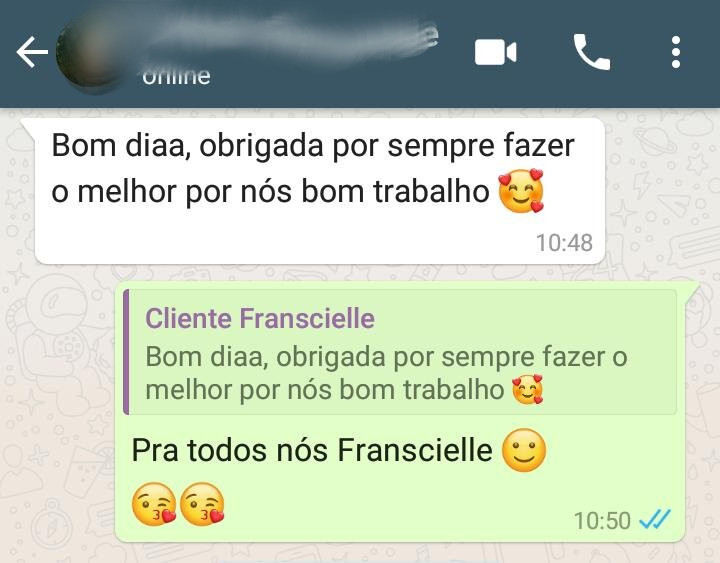 online
Bom diaa, obrigada por sempre fazer
o melhor por nós bom trabalho 🥰
10:48
Cliente Franscielle
Bom diaa, obrigada por sempre fazer o
melhor por nós bom trabalho 🥰
Pra todos nós Franscielle 🙂
😘😘
10:50